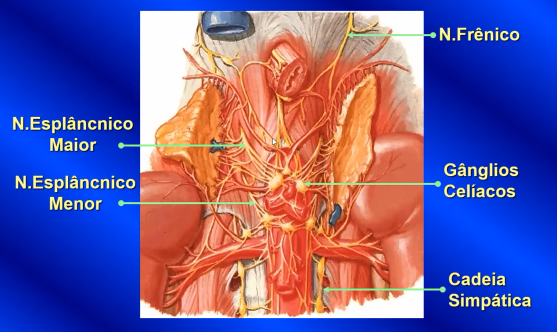 N.Frênico
N.Esplâncnico
Maior
N.Esplâncnico
Menor
Gânglios
Celíacos
Cadeia
Simpática